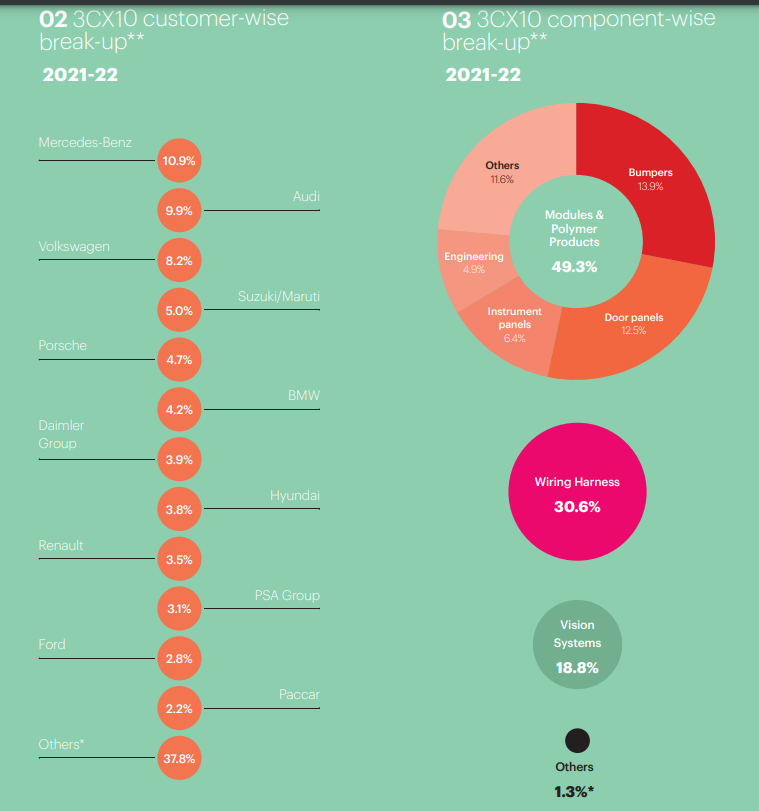 02 3CX10 customer-wise
break-up**
2021-22
Mercedes-Benz
10.9%
Audi
9.9%
Volkswagen
8.2%
Suzuki/Maruti
5.0%
Porsche
4.7%
BMW
4.2%
Daimler
Group
3.9%
Hyundai
3.8%
Renault
3.5%
PSA Group
3.1%
Ford
2.8%
Paccar
2.2%
Others*
37.8%
03 3CX10 component-wise
break-up**
2021-22
Others
11.6%
Bumpers
13.9%
Modules &
Polymer
Products
49.3%
Engineering
4.9%
Instrument
panels
6.4%
Door panels
12.5%
Wiring Harness
30.6%
Vision
Systems
18.8%
Others
1.3%*